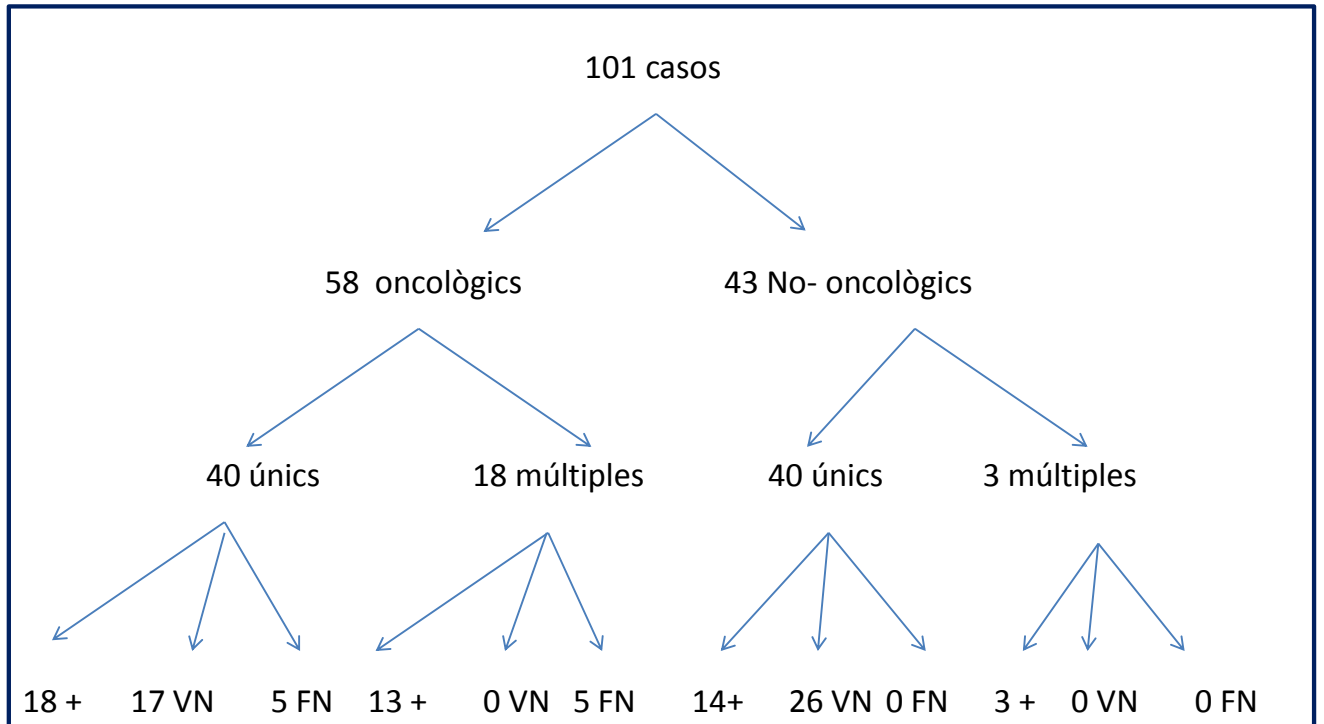 101 casos
58 oncològics 43 No- oncològics
40 únics 18 múltiples 40 únics 3 múltiples
18 + 17 VN 5 FN 13 + 0 VN 5 FN 14+ 26 VN 0 FN 3 + 0 VN 0 FN